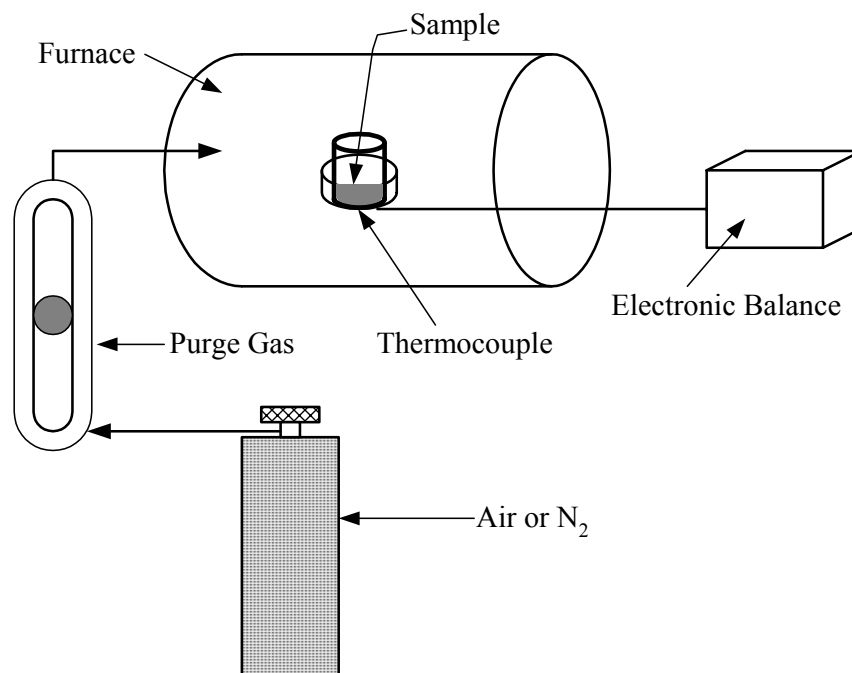 Sample
Furnace
Electronic Balance
Purge Gas
Thermocouple
Air or N₂